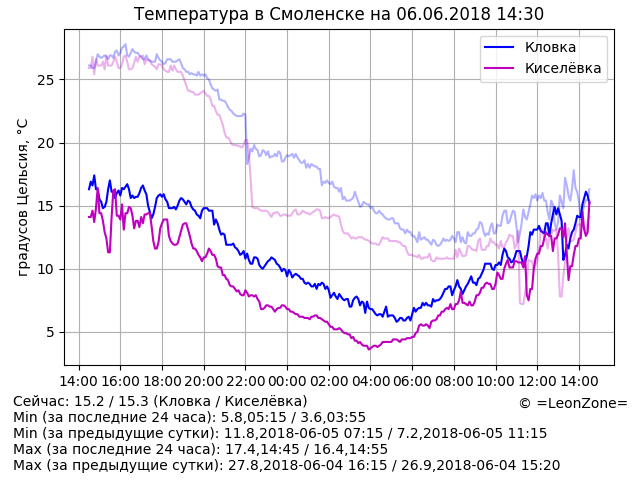 Температура в Смоленске на 06.06.2018 14:30
Кловка
Киселёвка
градусов Цельсия, °C
25
20
15
10
5
14:00 16:00 18:00 20:00 22:00 00:00 02:00 04:00 06:00 08:00 10:00 12:00 14:00
Сейчас: 15.2 / 15.3 (Кловка / Киселёвка)
© =LeonZone=
Min (за последние 24 часа): 5.8,05:15 / 3.6,03:55
Min (за предыдущие сутки): 11.8,2018-06-05 07:15 / 7.2,2018-06-05 11:15
Max (за последние 24 часа): 17.4,14:45 / 16.4,14:55
Max (за предыдущие сутки): 27.8,2018-06-04 16:15 / 26.9,2018-06-04 15:20